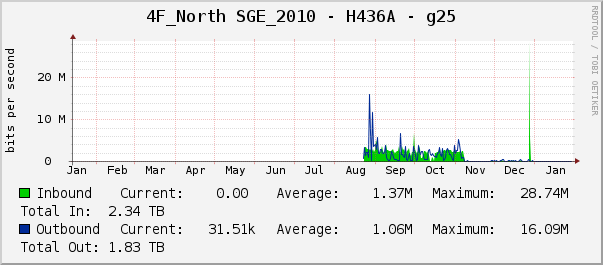 4F_North SGE_2010 - H436A - g25
RRDTOOL / TOBI OETIKER
bits per second
20 M
10 M
0
Jan Feb Mar Apr May Jun Jul Aug Sep Oct Nov Dec Jan
Inbound Current: 0.00 Average: 1.37M Maximum: 28.74M
Total In: 2.34 TB
Outbound Current: 31.51k Average: 1.06M Maximum: 16.09M
Total Out: 1.83 TB